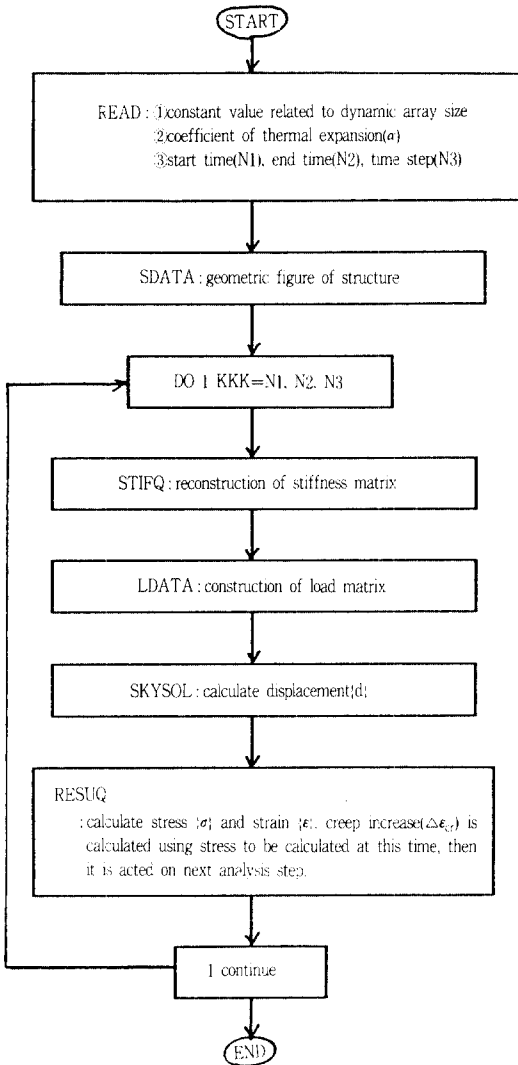 START
READ : ①constant value related to dynamic array size
②coefficient of thermal expansion(α)
③start time(N1), end time(N2), time step(N3)
SDATA : geometric figure of structure
DO 1 KKK=N1, N2, N3
STIFQ : reconstruction of stiffness matrix
LDATA : construction of load matrix
SKYSOL : calculate displacement{d}
RESUQ
: calculate stress {σ} and strain {ε}. creep increase(△ε_cr) is
calculated using stress to be calculated at this time, then
it is acted on next analysis step.
1 continue
END